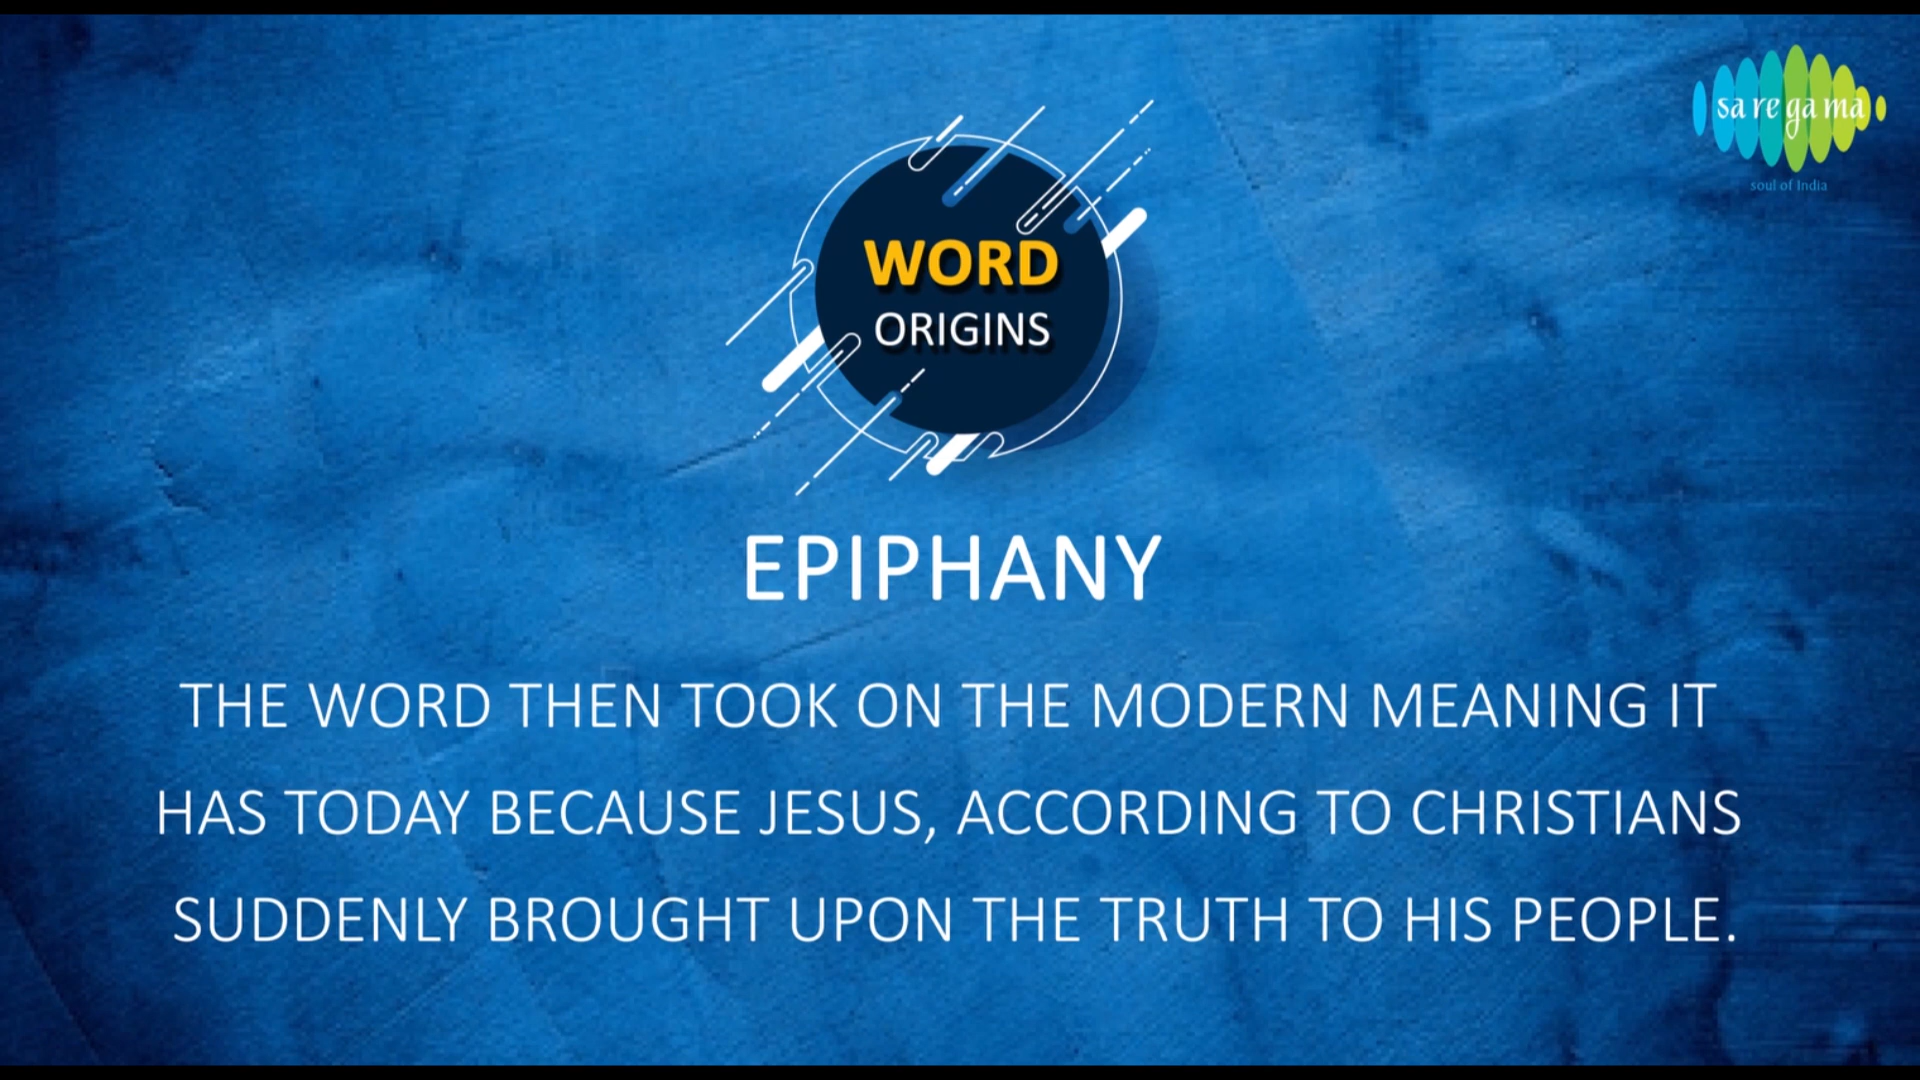 sa re ga ma
soul of India
WORD
ORIGINS
EPIPHANY
THE WORD THEN TOOK ON THE MODERN MEANING IT
HAS TODAY BECAUSE JESUS, ACCORDING TO CHRISTIANS
SUDDENLY BROUGHT UPON THE TRUTH TO HIS PEOPLE.